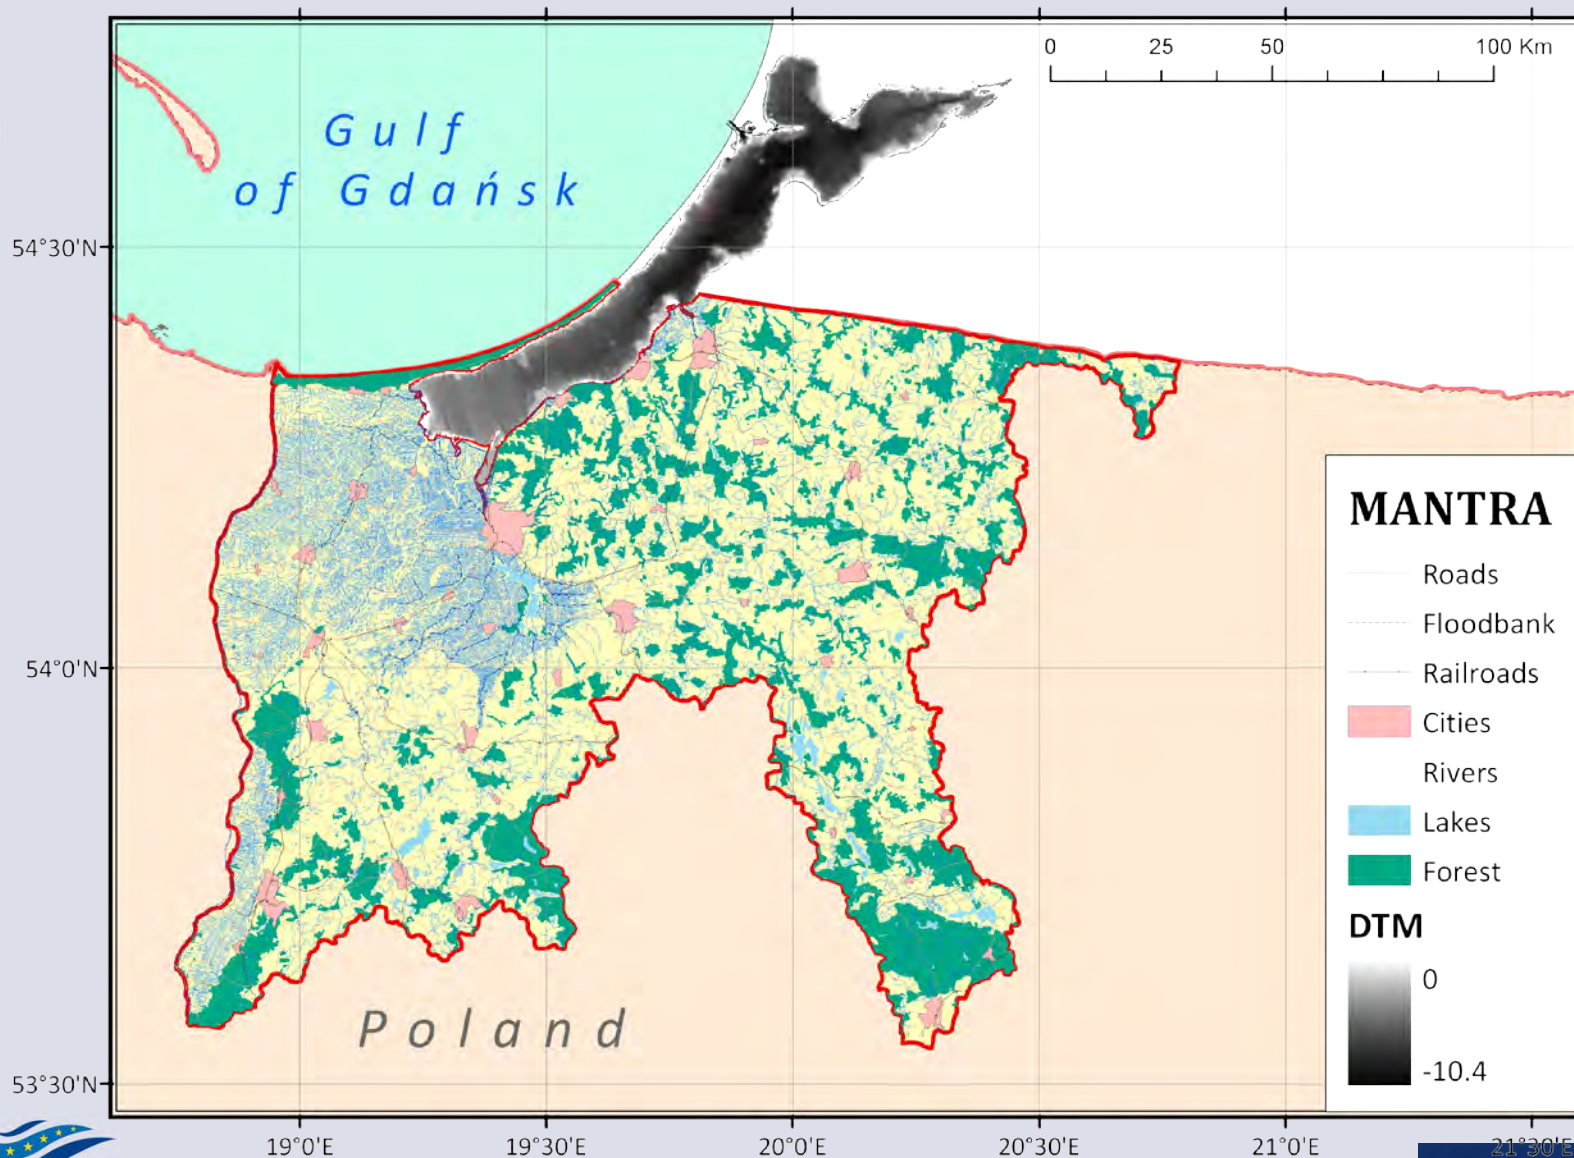 0 25 50 100 Km
Gulf
of Gdańsk
54°30'N
54°0'N
53°30'N
MANTRA
Roads
Floodbank
Railroads
Cities
Rivers
Lakes
Forest
DTM
0
-10.4
Poland
19°0'E 19°30'E 20°0'E 20°30'E 21°0'E 21°30'E